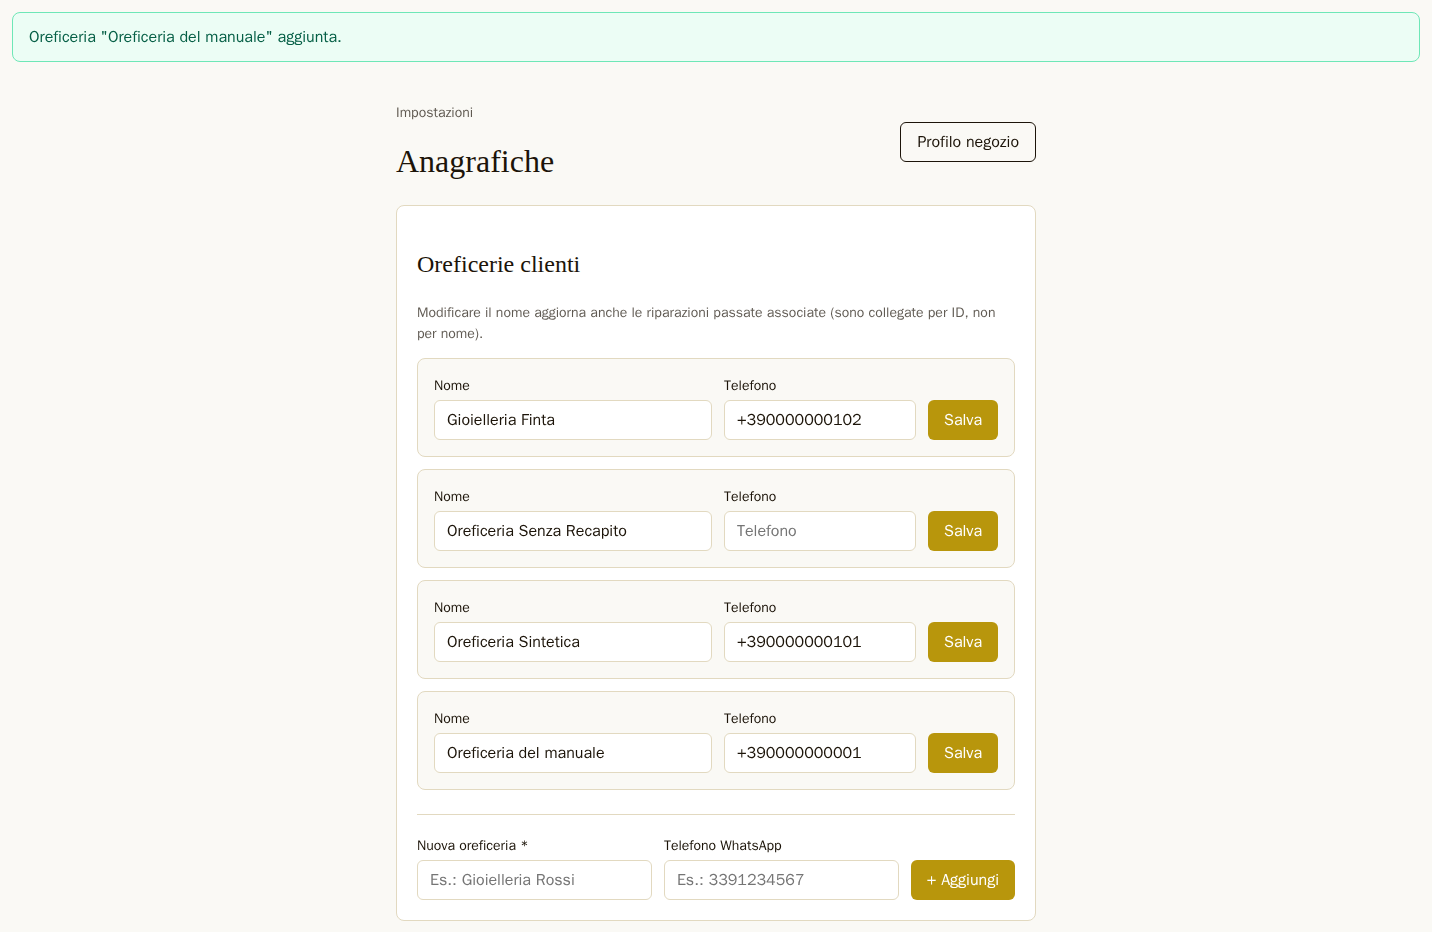 Oreficeria "Oreficeria del manuale" aggiunta.
Impostazioni
Anagrafiche
Profilo negozio
Oreficerie clienti
Modificare il nome aggiorna anche le riparazioni passate associate (sono collegate per ID, non
per nome).
Nome
Telefono
Gioielleria Finta
+390000000102
Salva
Nome
Telefono
Oreficeria Senza Recapito
Telefono
Salva
Nome
Telefono
Oreficeria Sintetica
+390000000101
Salva
Nome
Telefono
Oreficeria del manuale
+390000000001
Salva
Nuova oreficeria *
Telefono WhatsApp
Es.: Gioielleria Rossi
Es.: 3391234567
+ Aggiungi